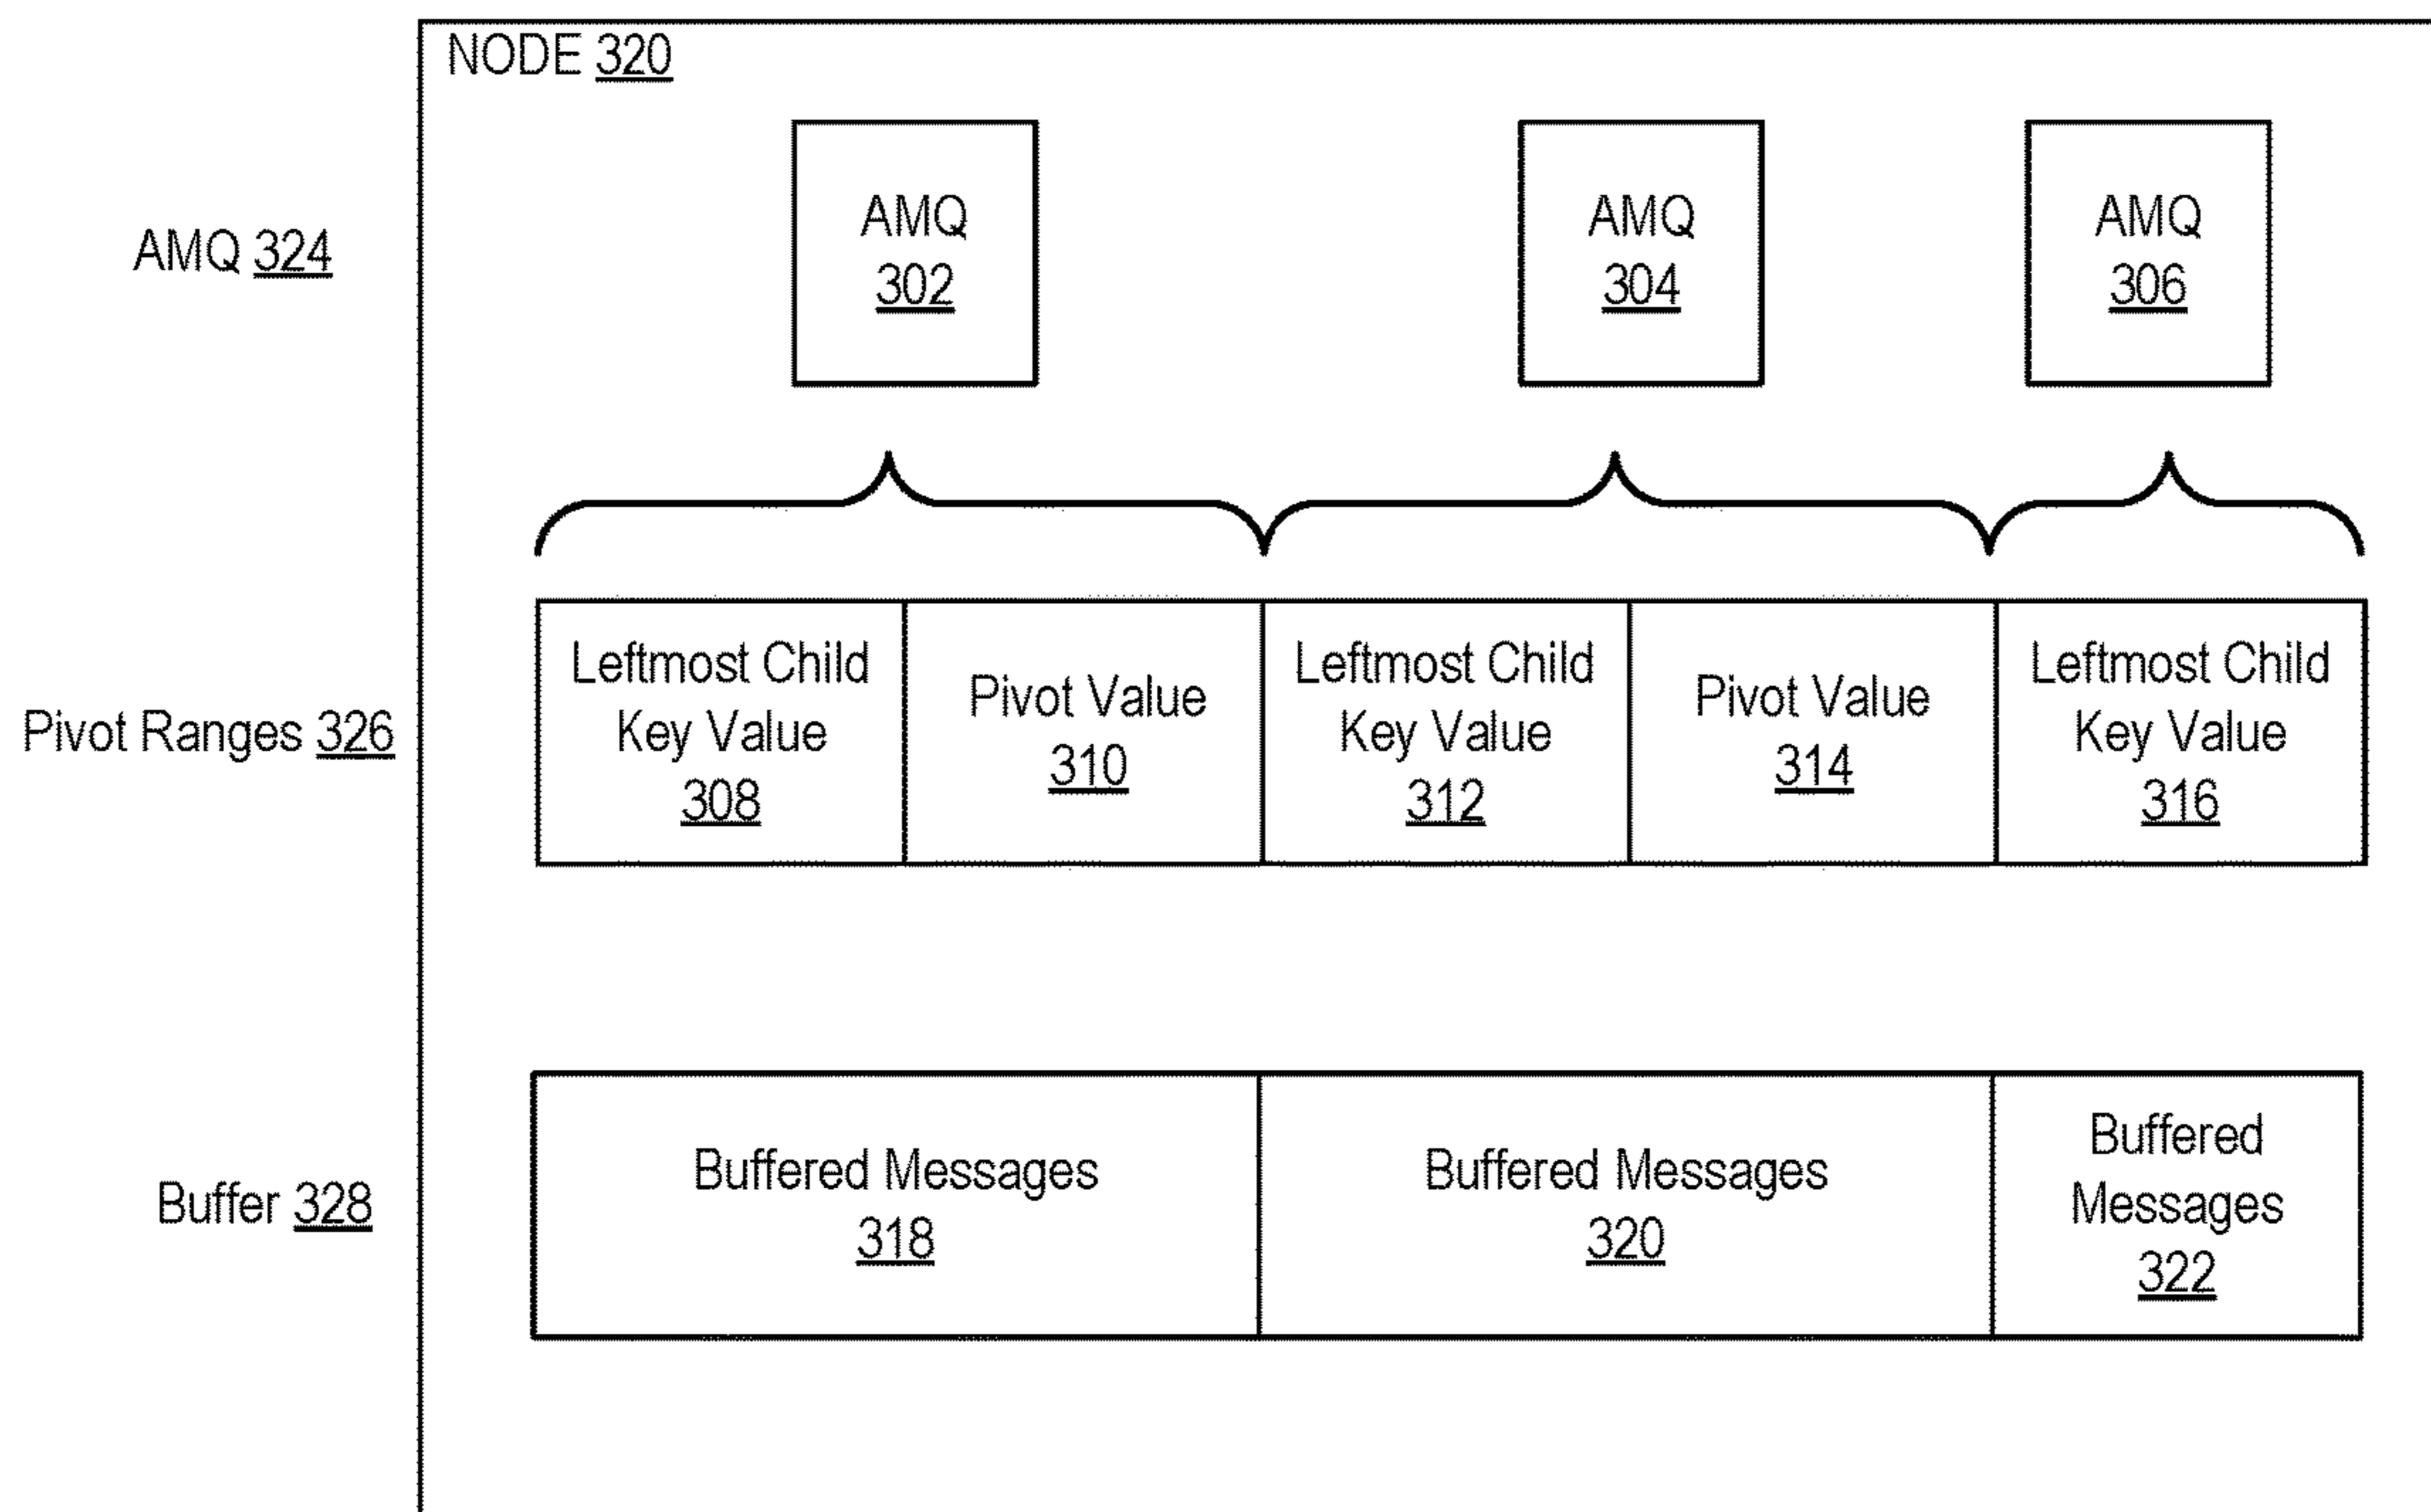 NODE 320
AMQ 324
AMQ
302
AMQ
304
AMQ
306
Pivot Ranges 326
Leftmost Child
Key Value
308
Pivot Value
310
Leftmost Child
Key Value
312
Pivot Value
314
Leftmost Child
Key Value
316
Buffer 328
Buffered Messages
318
Buffered Messages
320
Buffered
Messages
322